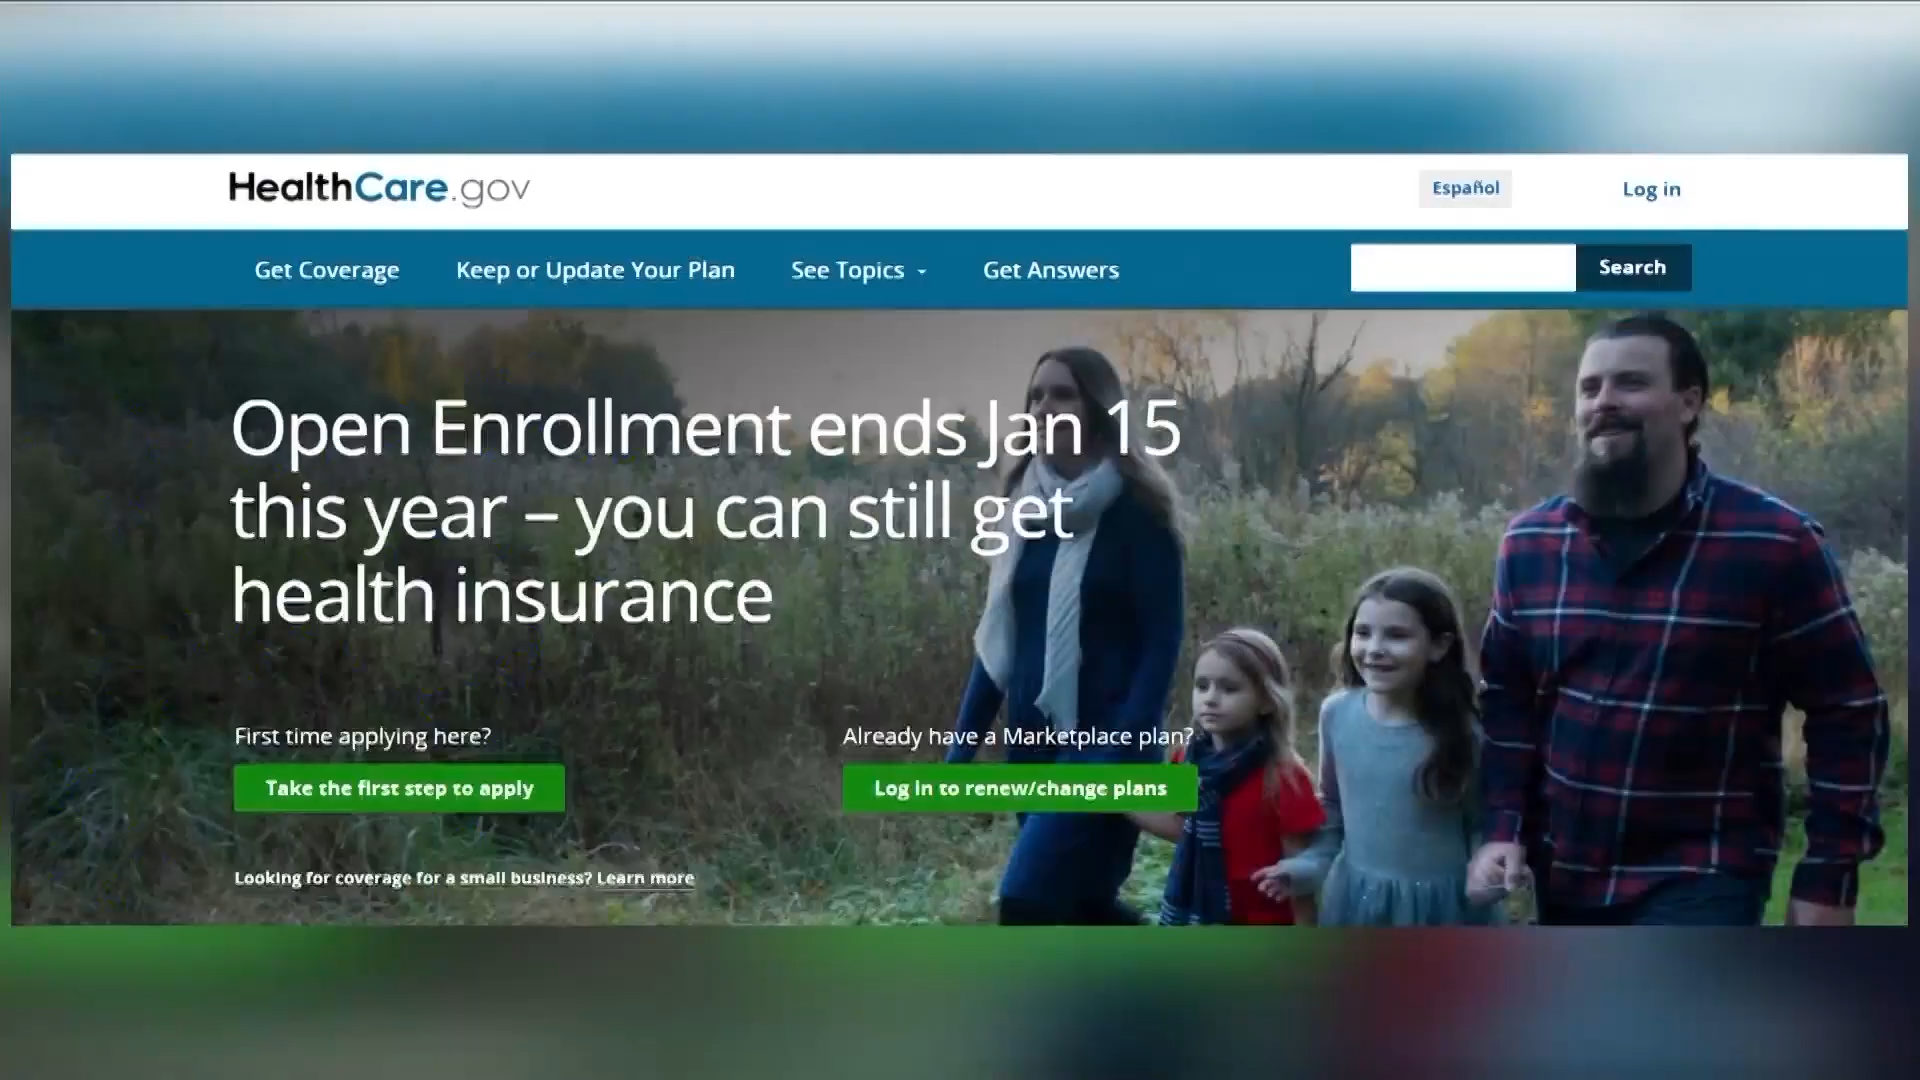 HealthCare.gov
Español
Log in
Get Coverage
Keep or Update Your Plan
See Topics
Get Answers
Search
Open Enrollment ends Jan 15
this year – you can still get
health insurance
First time applying here?
Take the first step to apply
Already have a Marketplace plan?
Log in to renew/change plans
Looking for coverage for a small business? Learn more